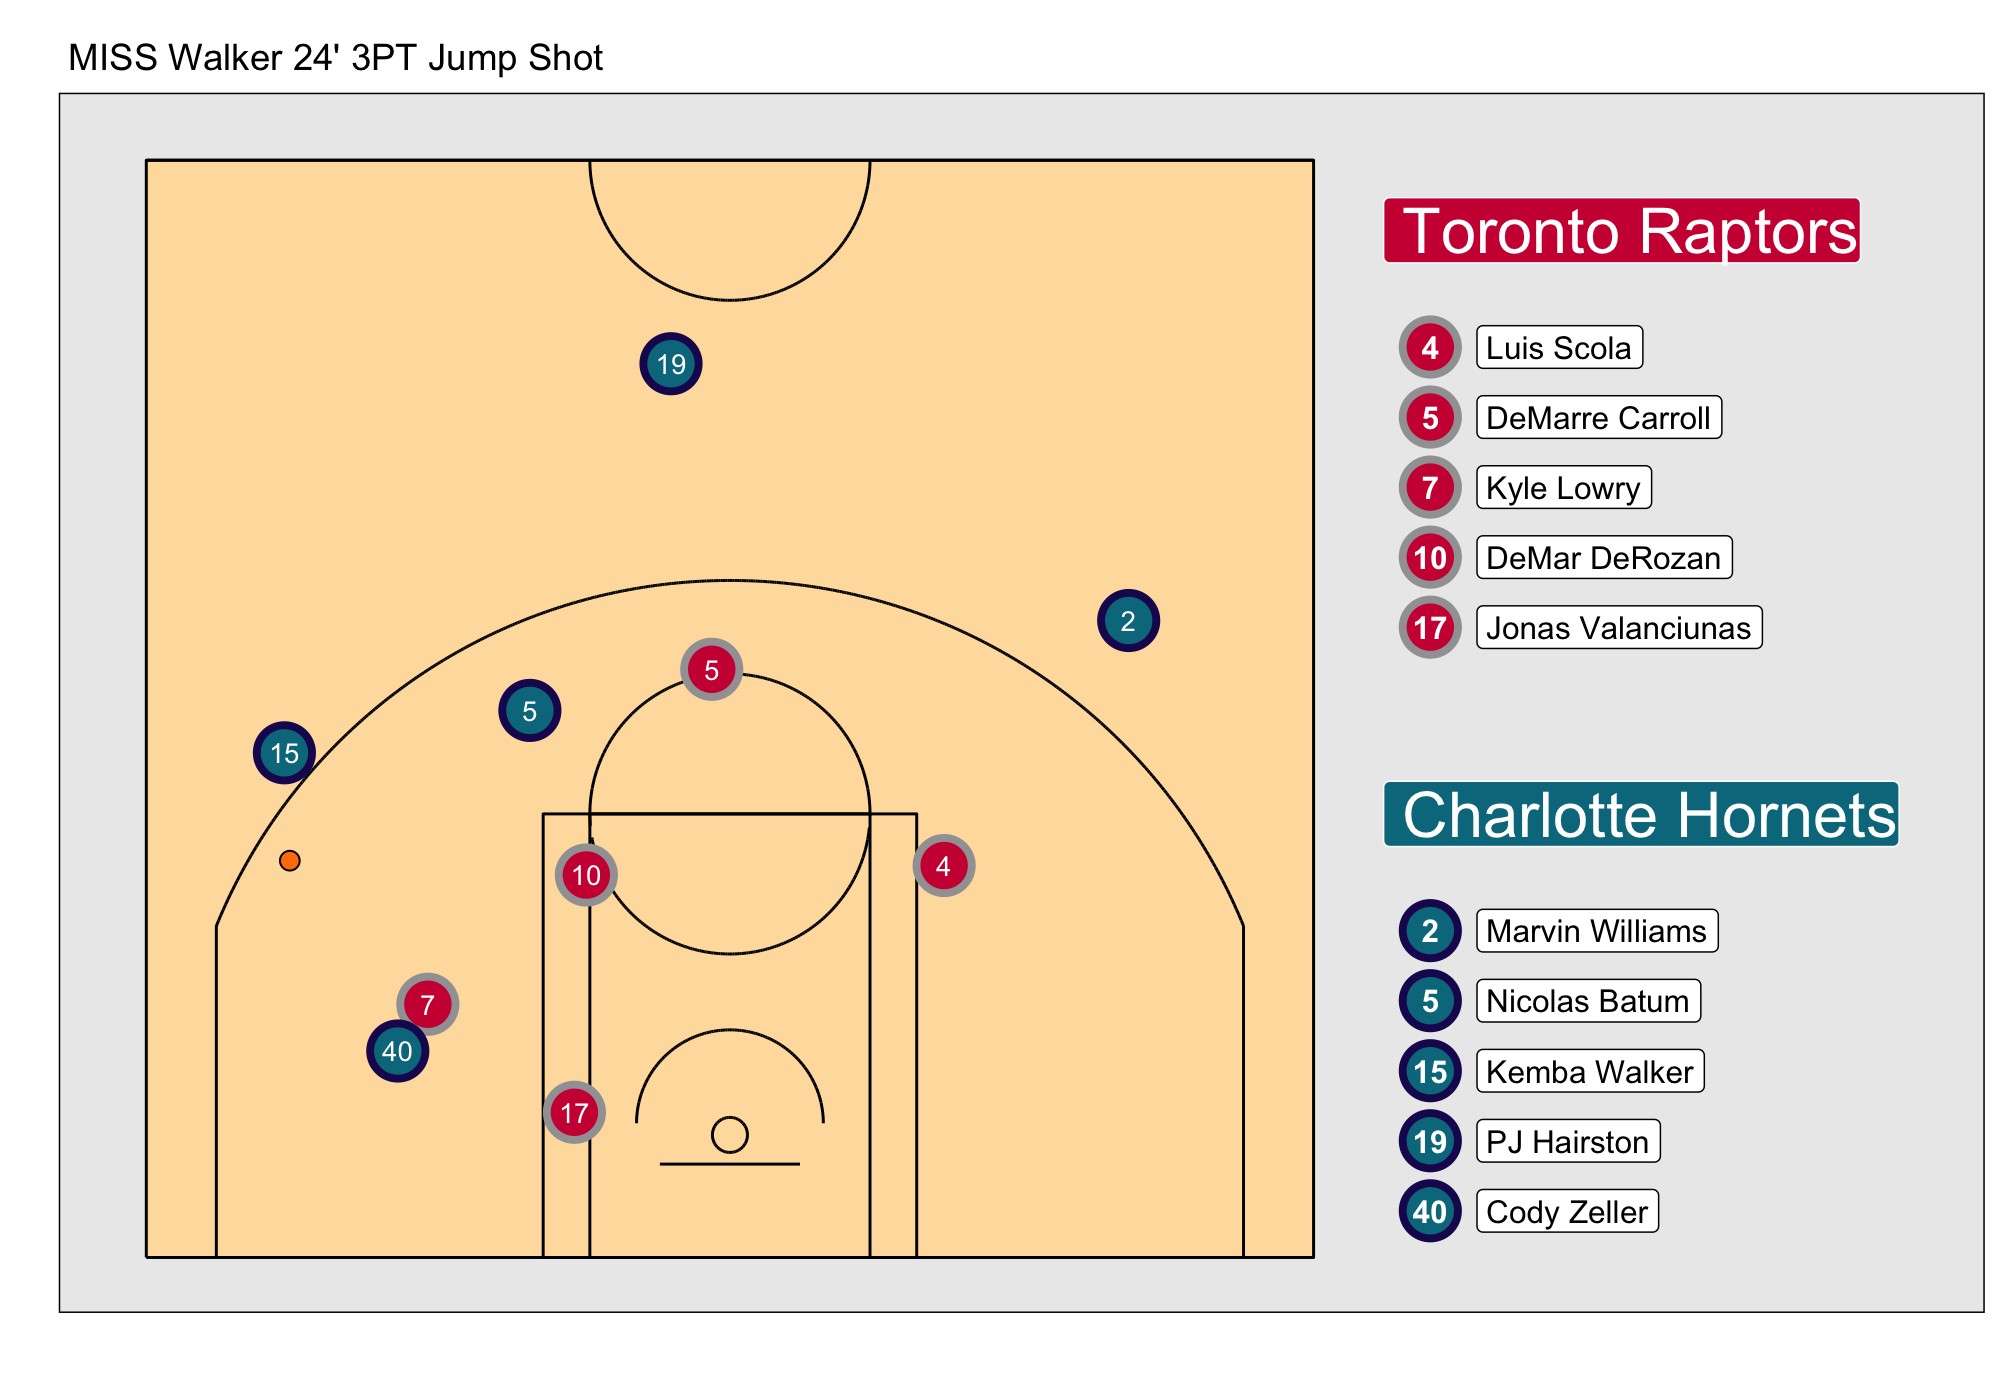 MISS Walker 24' 3PT Jump Shot
19
2
5
5
15
10
4
7
40
17
Toronto Raptors
4 Luis Scola
5 DeMarre Carroll
7 Kyle Lowry
10 DeMar DeRozan
17 Jonas Valanciunas
Charlotte Hornets
2 Marvin Williams
5 Nicolas Batum
15 Kemba Walker
19 PJ Hairston
40 Cody Zeller